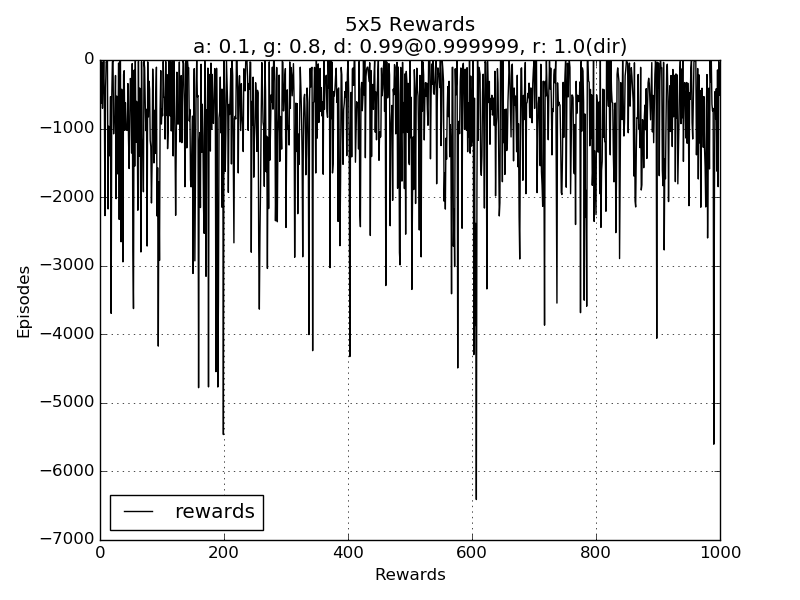 5x5 Rewards
a: 0.1, g: 0.8, d: 0.99@0.999999, r: 1.0(dir)
0
−1000
−2000
−3000
−4000
−5000
−6000
−7000
Episodes
rewards
0 200 400 600 800 1000
Rewards